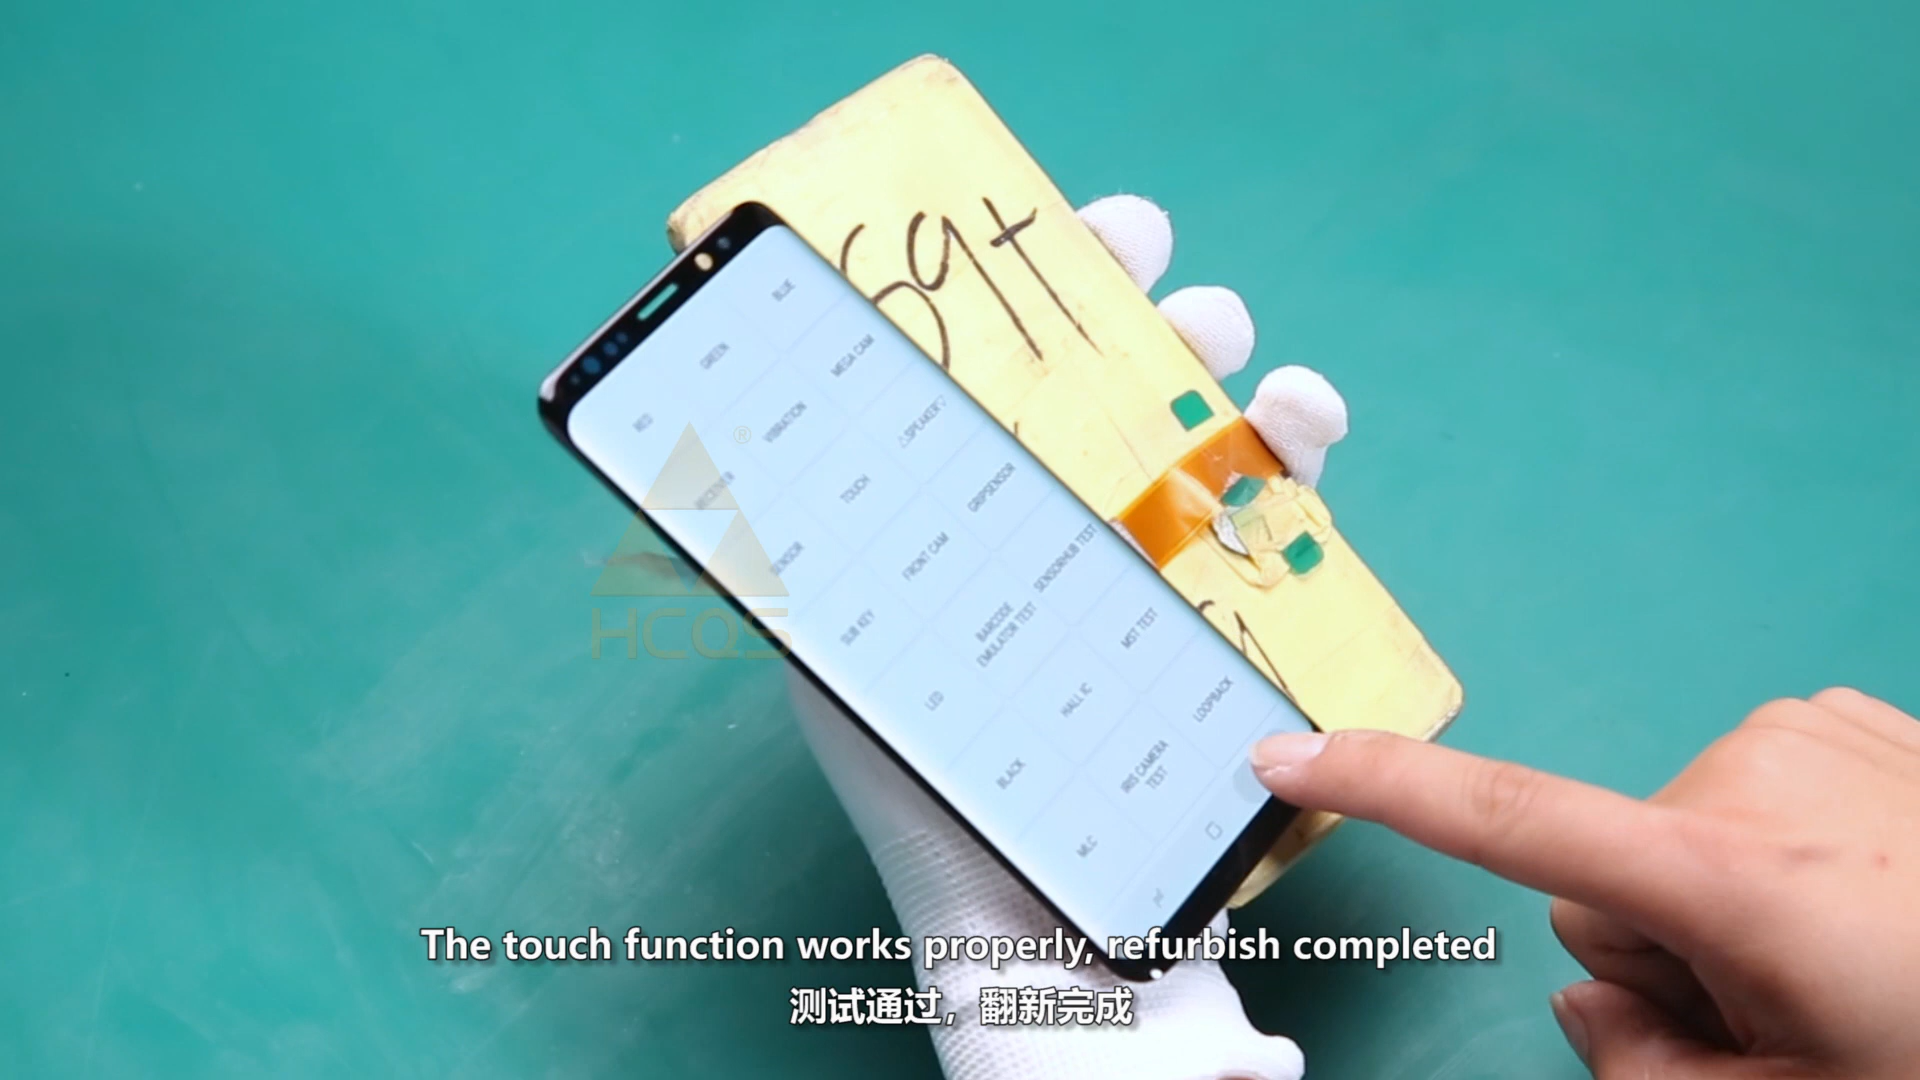 S9+
RED
GREEN
BLUE
RECEIVER
VIBRATION
MEGA CAM
SENSOR
TOUCH
△SPEAKER▽
SUB KEY
FRONT CAM
GRIPSENSOR
LED
BARCODE
EMULATOR TEST
SENSORHUB TEST
BLACK
HALL IC
MST TEST
MLC
IRIS CAMERA
TEST
LOOPBACK
®
HCQS
The touch function works properly, refurbish completed
测试通过，翻新完成